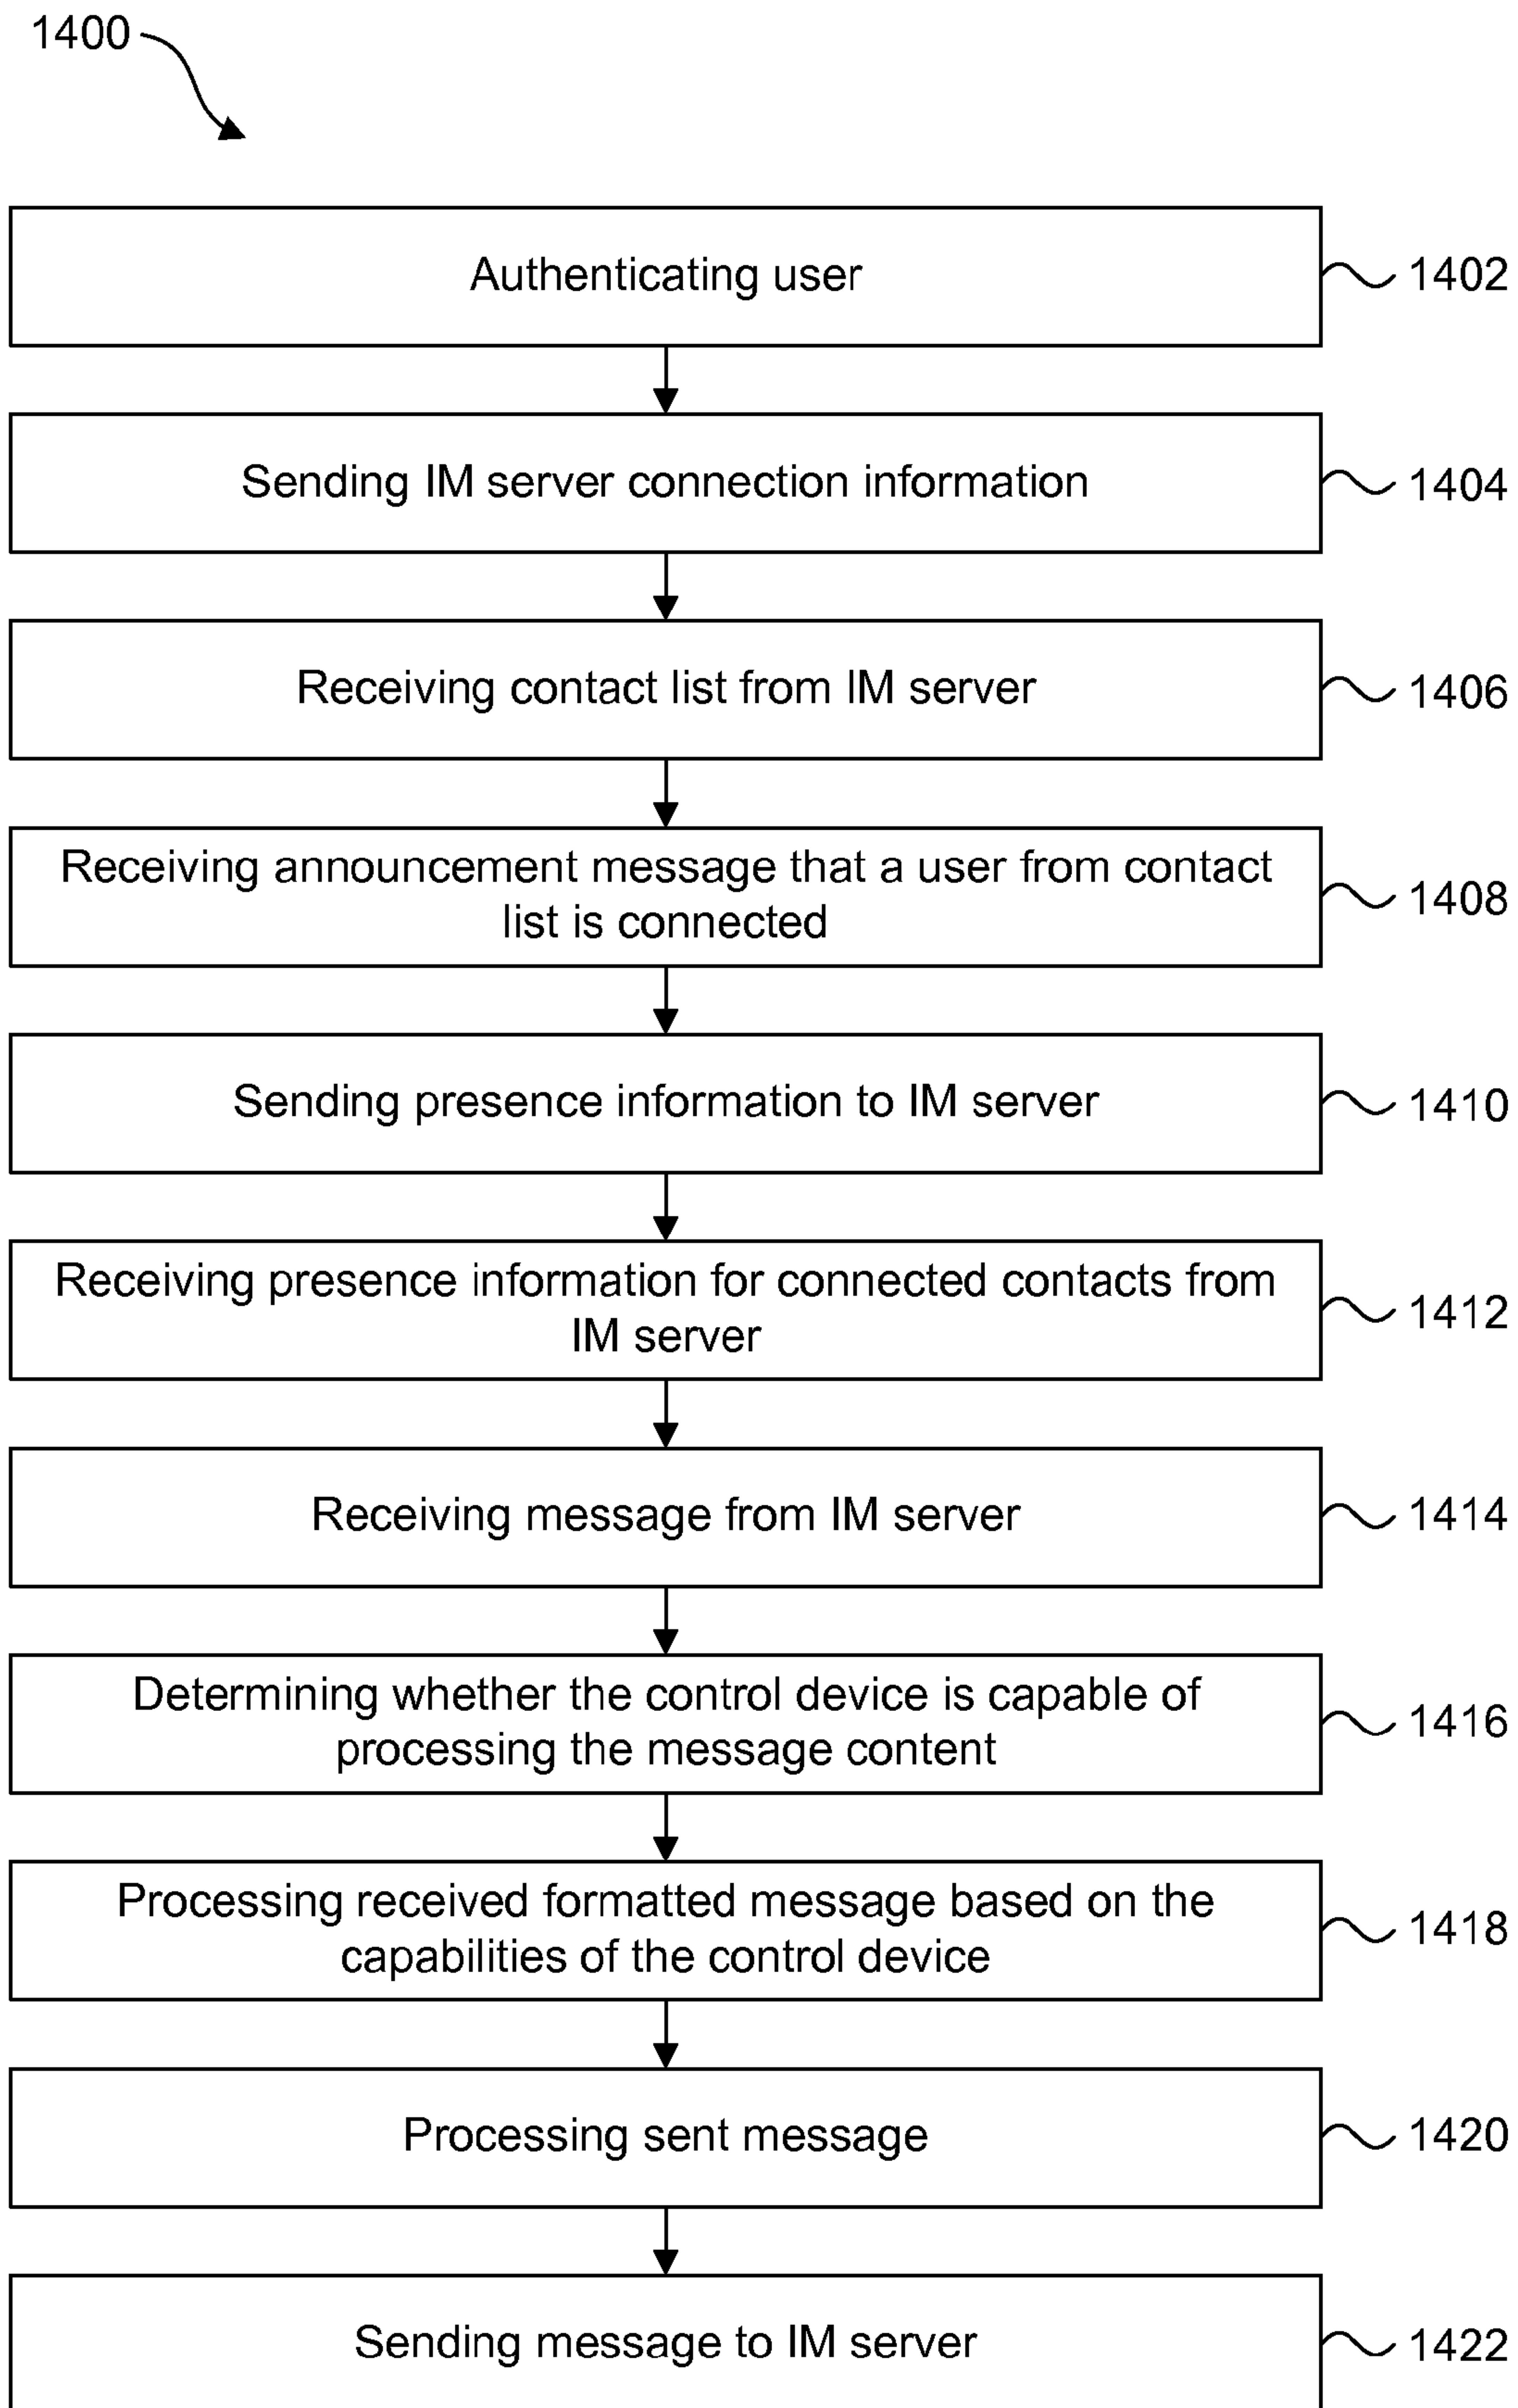 1400
Authenticating user
1402
Sending IM server connection information
1404
Receiving contact list from IM server
1406
Receiving announcement message that a user from contact
list is connected
1408
Sending presence information to IM server
1410
Receiving presence information for connected contacts from
IM server
1412
Receiving message from IM server
1414
Determining whether the control device is capable of
processing the message content
1416
Processing received formatted message based on the
capabilities of the control device
1418
Processing sent message
1420
Sending message to IM server
1422